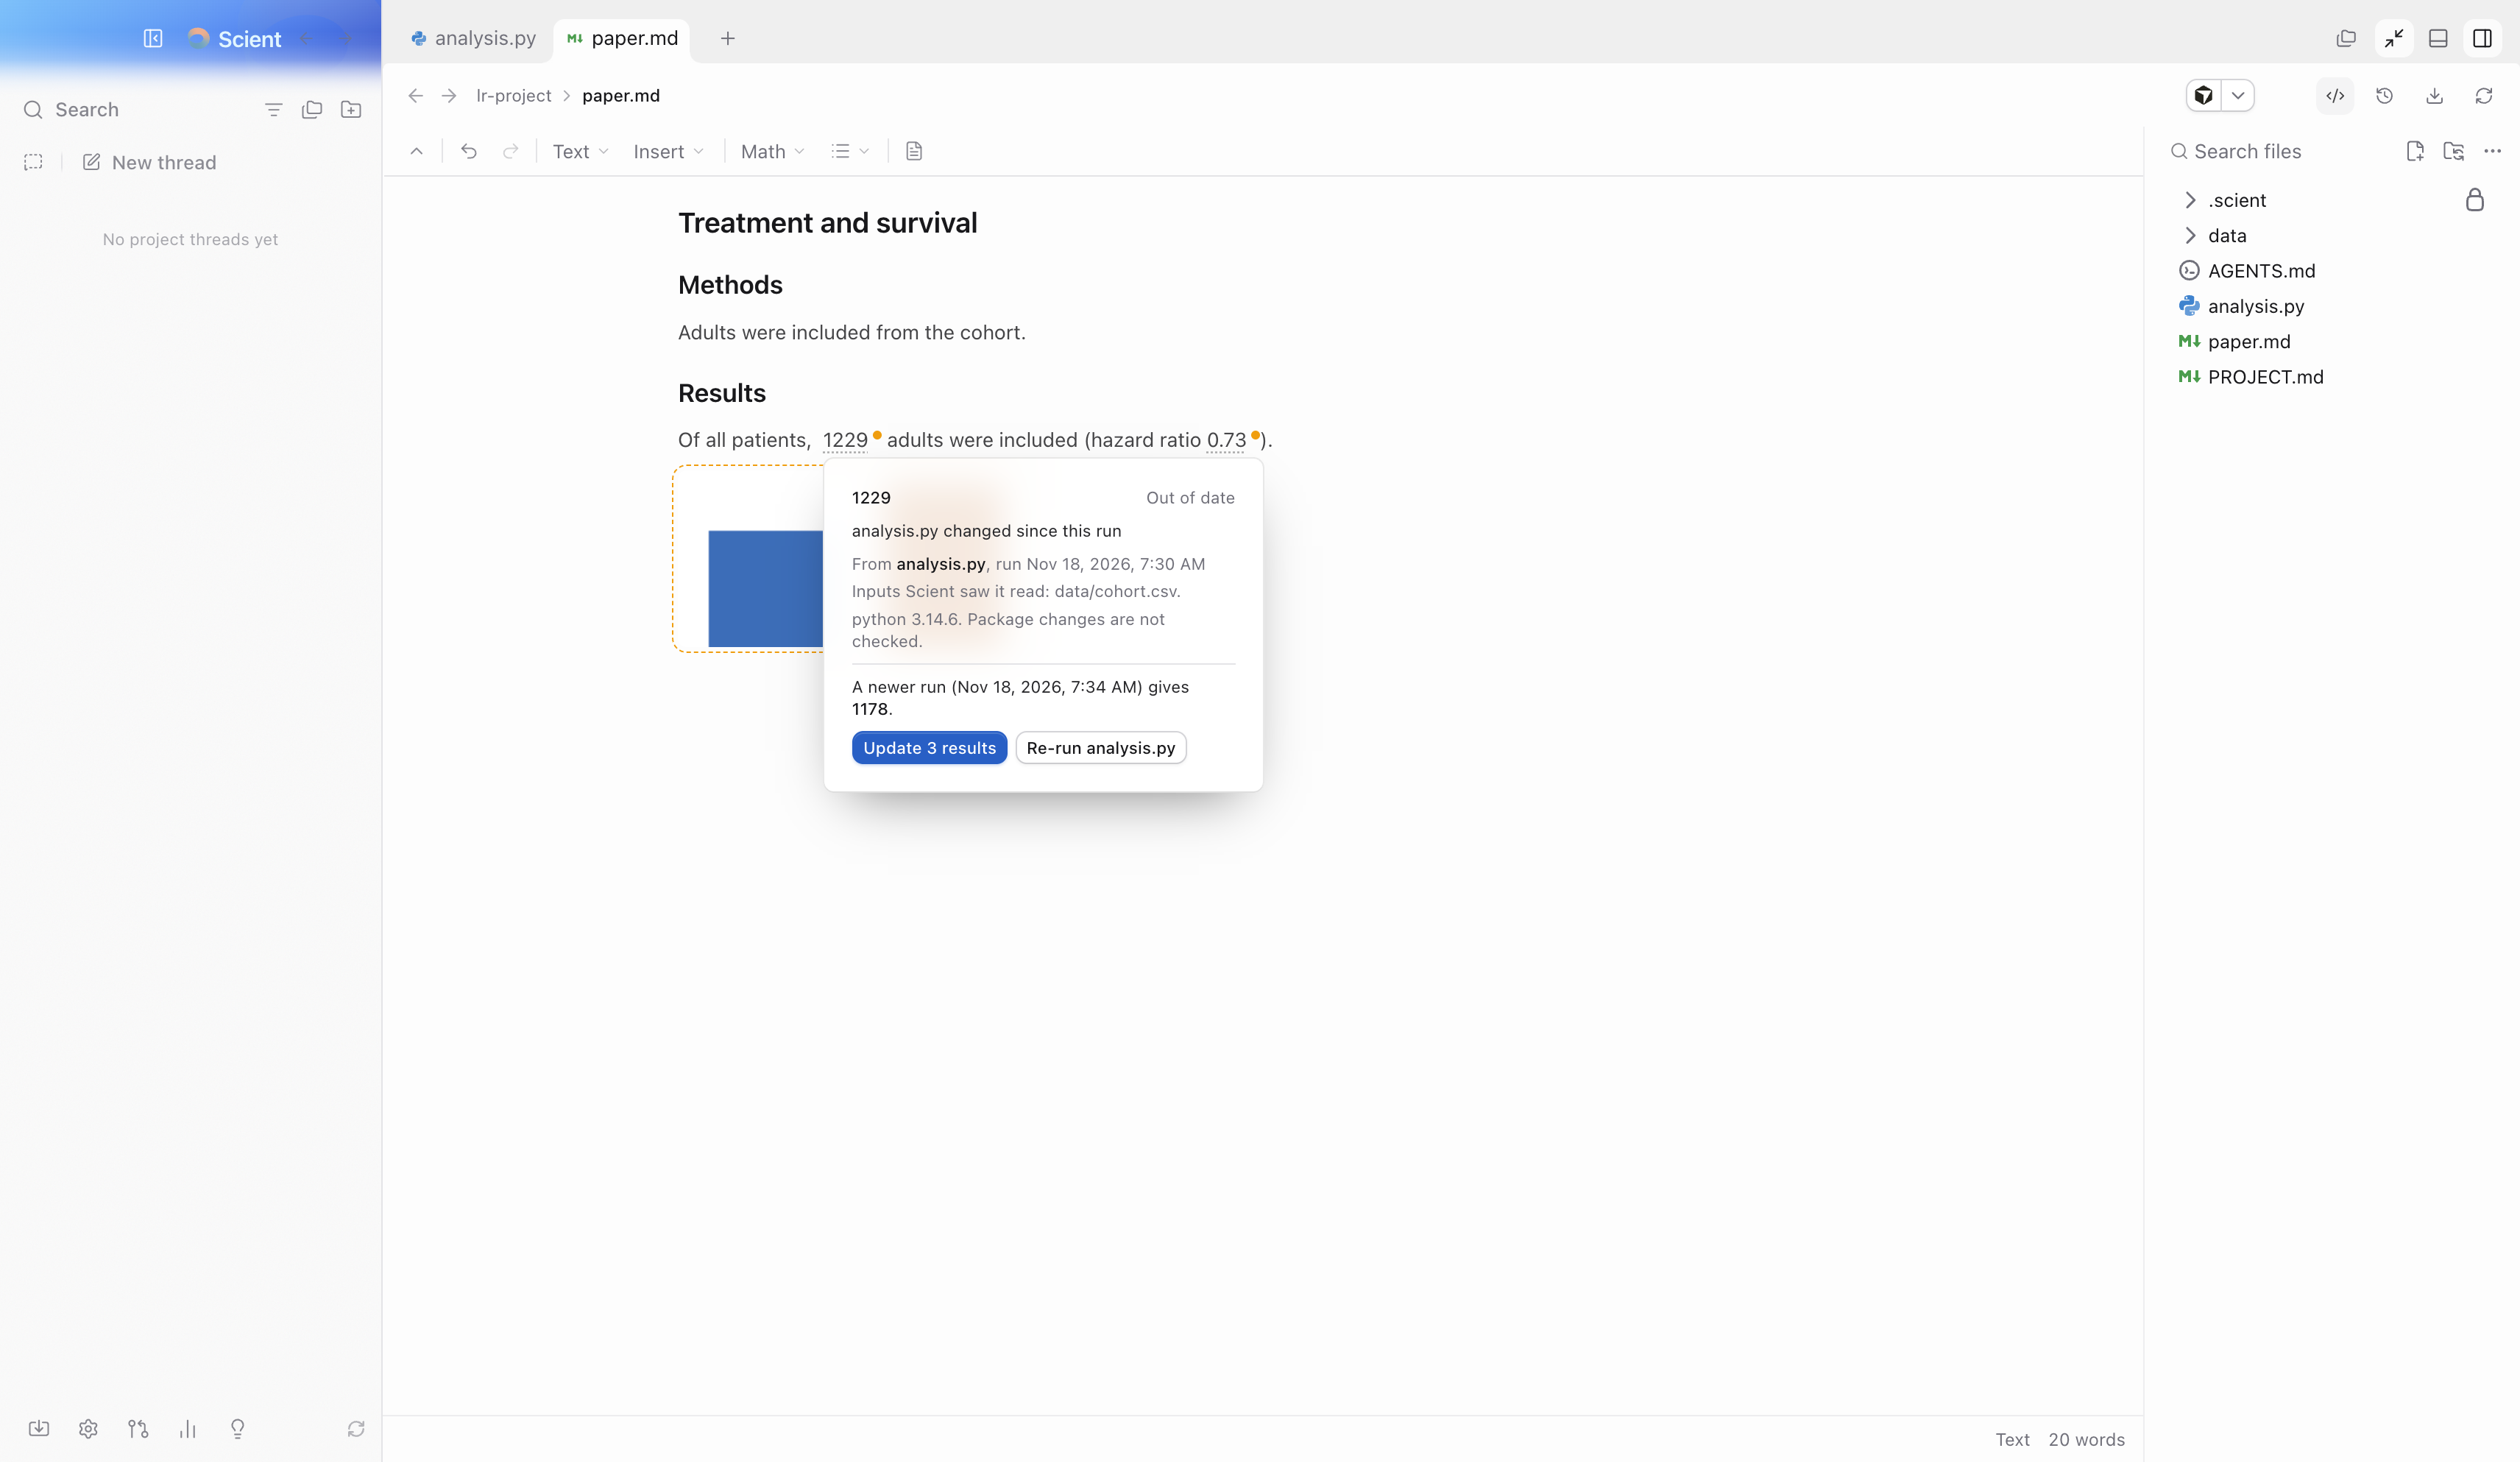 Scient
Search
New thread
No project threads yet
analysis.py
paper.md
lr-project > paper.md
Text
Insert
Math
Treatment and survival
Methods
Adults were included from the cohort.
Results
Of all patients, 1229 adults were included (hazard ratio 0.73 ).
1229
Out of date
analysis.py changed since this run
From analysis.py, run Nov 18, 2026, 7:30 AM
Inputs Scient saw it read: data/cohort.csv.
python 3.14.6. Package changes are not
checked.
A newer run (Nov 18, 2026, 7:34 AM) gives
1178.
Update 3 results
Re-run analysis.py
Search files
.scient
data
AGENTS.md
analysis.py
paper.md
PROJECT.md
Text
20 words